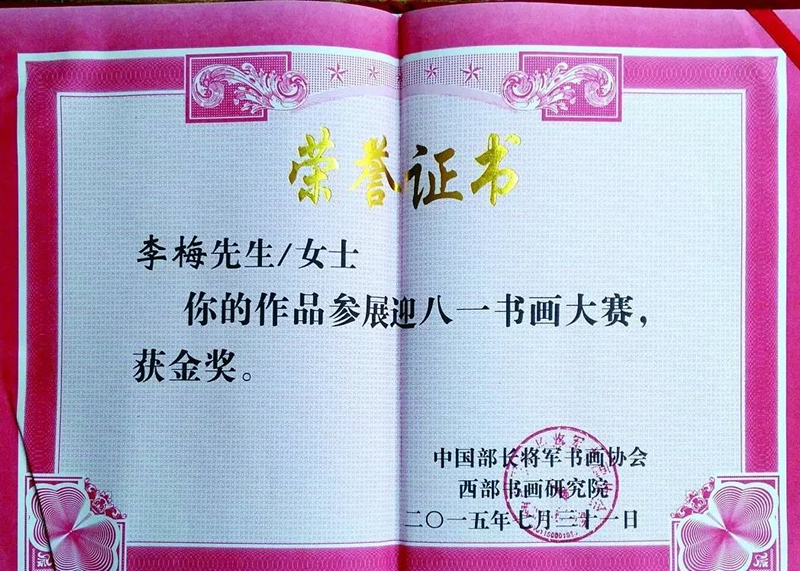 荣誉证书
李梅先生/女士
你的作品参展迎八一书画大赛，
获金奖。
中国部长将军书画协会
西部书画研究院
二〇一五年七月三十一日